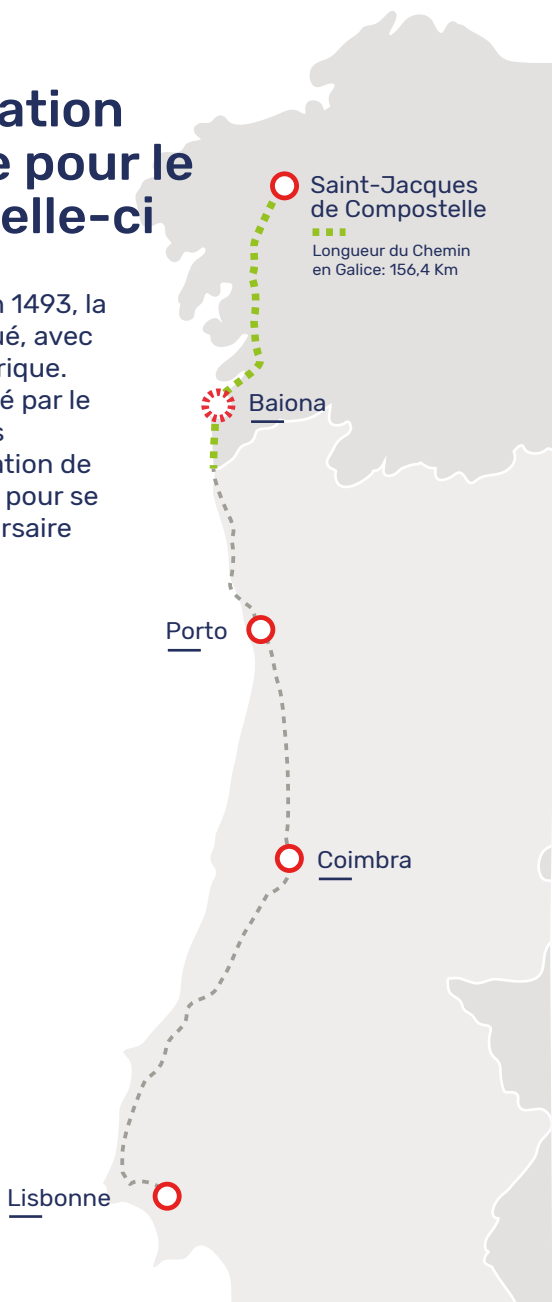 ation
e pour le
elle-ci
n 1493, la
ué, avec
rique.
é par le
s
ation de
pour se
rsaire
Saint-Jacques
de Compostelle
Longueur du Chemin
en Galice: 156,4 Km
Baiona
Porto
Coimbra
Lisbonne